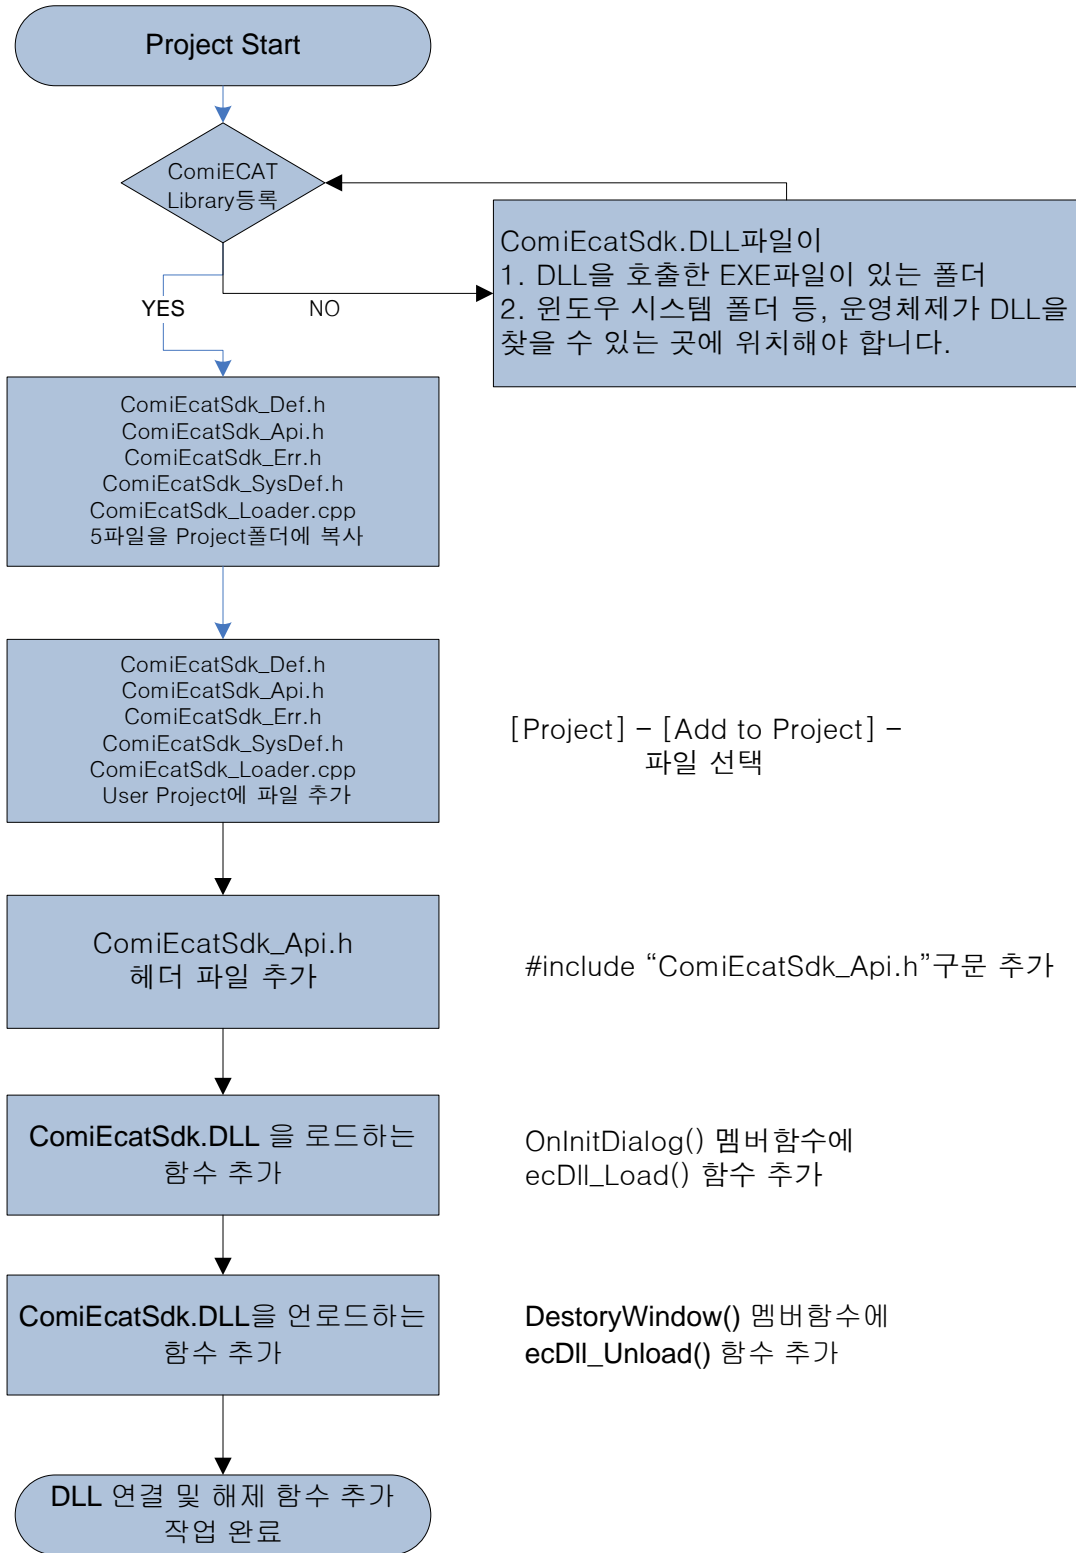 Project Start
ComiECAT
Library등록
ComiEcatSdk.DLL파일이
1. DLL을 호출한 EXE파일이 있는 폴더
2. 윈도우 시스템 폴더 등, 운영체제가 DLL을
찾을 수 있는 곳에 위치해야 합니다.
YES
NO
ComiEcatSdk_Def.h
ComiEcatSdk_Api.h
ComiEcatSdk_Err.h
ComiEcatSdk_SysDef.h
ComiEcatSdk_Loader.cpp
5파일을 Project폴더에 복사
ComiEcatSdk_Def.h
ComiEcatSdk_Api.h
ComiEcatSdk_Err.h
ComiEcatSdk_SysDef.h
ComiEcatSdk_Loader.cpp
User Project에 파일 추가
[Project] – [Add to Project] –
파일 선택
ComiEcatSdk_Api.h
헤더 파일 추가
#include “ComiEcatSdk_Api.h”구문 추가
ComiEcatSdk.DLL 을 로드하는
함수 추가
OnInitDialog() 멤버함수에
ecDll_Load() 함수 추가
ComiEcatSdk.DLL을 언로드하는
함수 추가
DestoryWindow() 멤버함수에
ecDll_Unload() 함수 추가
DLL 연결 및 해제 함수 추가
작업 완료